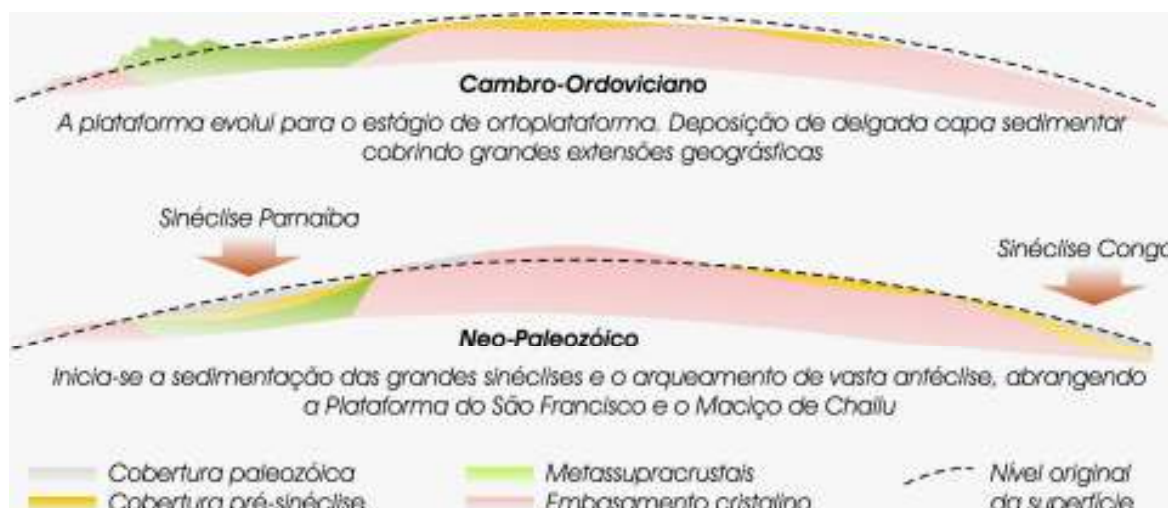 Cambro-Ordoviciano
A plataforma evolui para o estágio de ortoplataforma. Deposição de delgada capa sedimentar
cobrindo grandes extensões geográsficas
Sinéclise Parnaíba
Sinéclise Congo
Neo-Paleozóico
Inicia-se a sedimentação das grandes sinéclises e o arqueamento de vasta antéclise, abrangendo
a Plataforma do São Francisco e o Maciço de Chailu
Cobertura paleozóica
Metassupracrustais
Nível original
Cobertura pré-sinéclise
Embasamento cristalino
da superfície